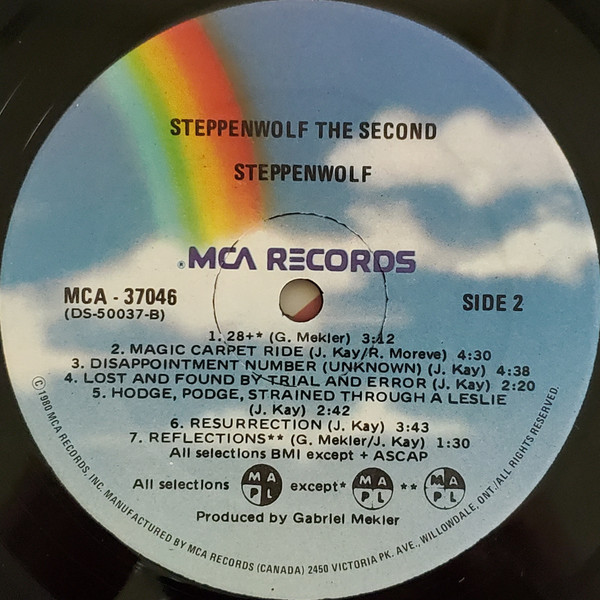 STEPPENWOLF THE SECOND
STEPPENWOLF
®MCA RECORDS
MCA - 37046
(DS-50037-B)
SIDE 2
1. 28+* (G. Mekler) 3:12
2. MAGIC CARPET RIDE (J. Kay/R. Moreve) 4:30
3. DISAPPOINTMENT NUMBER (UNKNOWN) (J. Kay) 4:38
4. LOST AND FOUND BY TRIAL AND ERROR (J. Kay) 2:20
5. HODGE, PODGE, STRAINED THROUGH A LESLIE
(J. Kay) 2:42
6. RESURRECTION (J. Kay) 3:43
7. REFLECTIONS** (G. Mekler/J. Kay) 1:30
All selections BMI except + ASCAP
All selections MAPL except* MAPL ** MAPL
Produced by Gabriel Mekler
© 1980 MCA RECORDS, INC. MANUFACTURED BY MCA RECORDS (CANADA) 2450 VICTORIA PK. AVE., WILLOWDALE, ONT./ALL RIGHTS RESERVED.